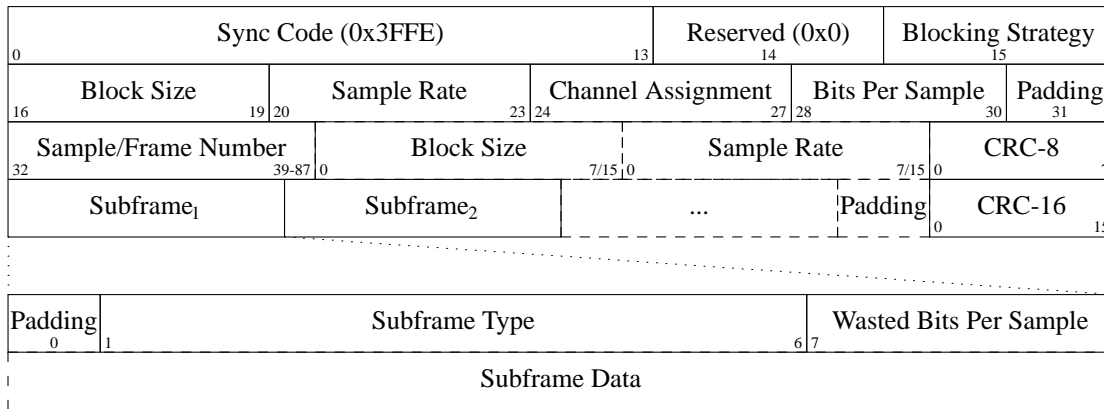 Sync Code (0x3FFE) Reserved (0x0) Blocking Strategy
0 13 14 15
Block Size Sample Rate Channel Assignment Bits Per Sample Padding
16 19 20 23 24 27 28 30 31
Sample/Frame Number Block Size Sample Rate CRC-8
32 39-87 0 7/15 0 7/15 0 7
Subframe1 Subframe2 ... Padding CRC-16
0 15
Padding Subframe Type Wasted Bits Per Sample
0 1 6 7
Subframe Data